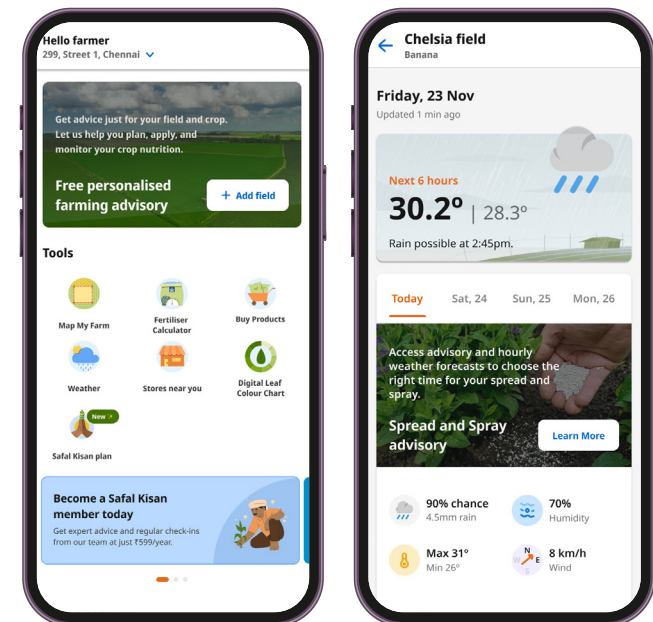 Hello farmer
299, Street 1, Chennai
Get advice just for your field and crop.
Let us help you plan, apply, and
monitor your crop nutrition.
Free personalised
farming advisory
+ Add field
Tools
Map My Farm
Fertiliser
Calculator
Buy Products
Weather
Stores near you
Digital Leaf
Colour Chart
New
Safal Kisan plan
Become a Safal Kisan
member today
Get expert advice and regular check-ins
from our team at just ₹599/year.
Chelsia field
Banana
Friday, 23 Nov
Updated 1 min ago
Next 6 hours
30.2° | 28.3°
Rain possible at 2:45pm.
Today
Sat, 24
Sun, 25
Mon, 26
Access advisory and hourly
weather forecasts to choose the
right time for your spread and
spray.
Spread and Spray
advisory
Learn More
90% chance
4.5mm rain
70%
Humidity
Max 31°
Min 26°
N
W E
S
8 km/h
Wind